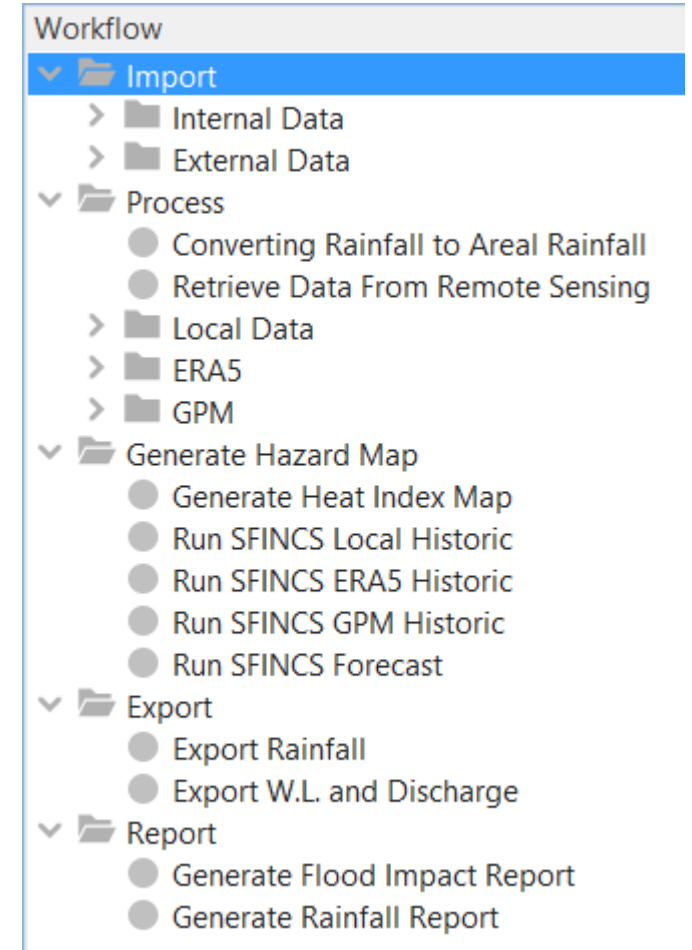 Workflow
Import
Internal Data
External Data
Process
Converting Rainfall to Areal Rainfall
Retrieve Data From Remote Sensing
Local Data
ERA5
GPM
Generate Hazard Map
Generate Heat Index Map
Run SFINCS Local Historic
Run SFINCS ERA5 Historic
Run SFINCS GPM Historic
Run SFINCS Forecast
Export
Export Rainfall
Export W.L. and Discharge
Report
Generate Flood Impact Report
Generate Rainfall Report